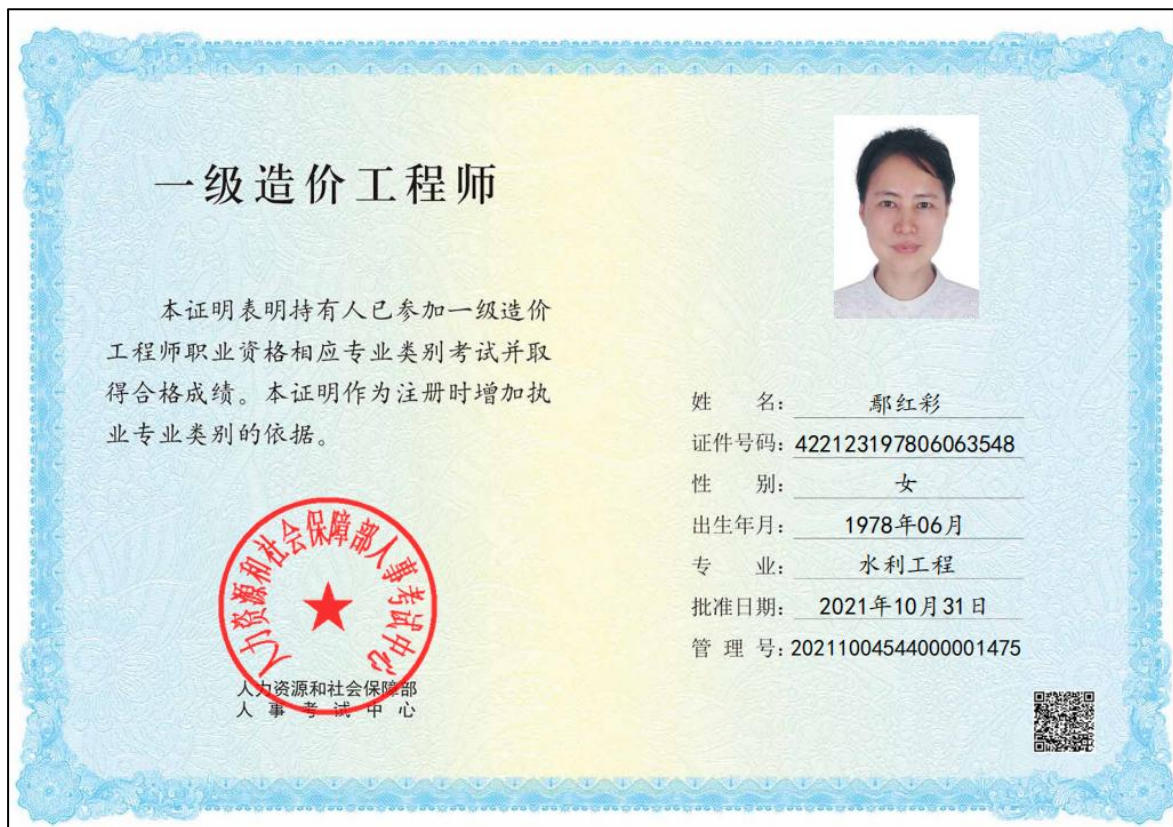 一级造价工程师
本证明表明持有人已参加一级造价
工程师职业资格相应专业类别考试并取
得合格成绩。本证明作为注册时增加执
业专业类别的依据。
人力资源和社会保障部人事考试中心
人力资源和社会保障部
人事考试中心
姓 名: 鄢红彩
证件号码: 422123197806063548
性 别: 女
出生年月: 1978年06月
专 业: 水利工程
批准日期: 2021年10月31日
管 理 号: 20211004544000001475